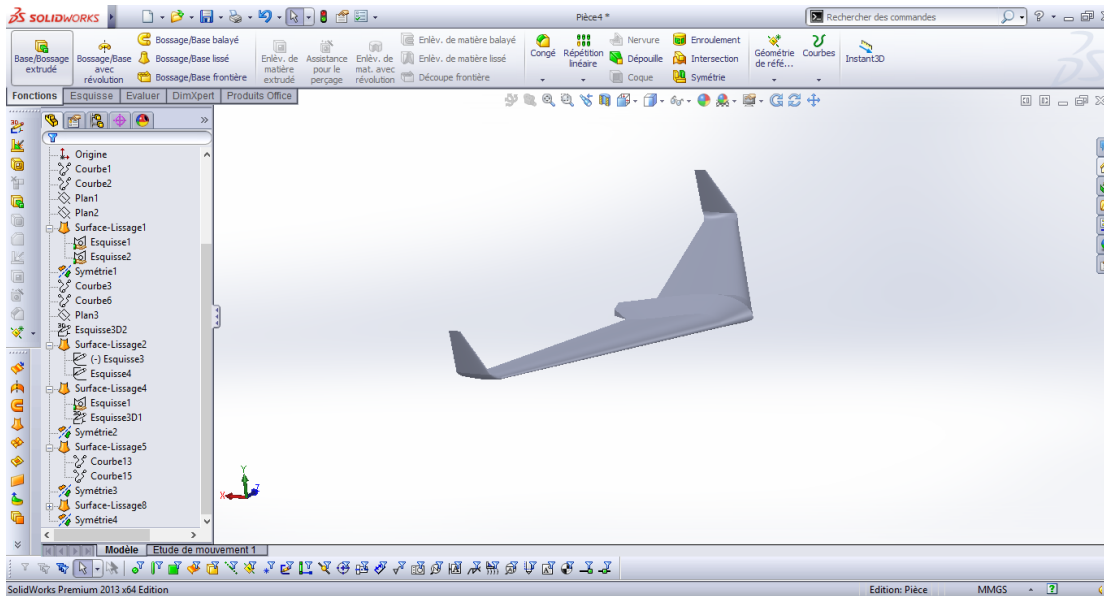 SOLIDWORKS
Pièce4 *
Rechercher des commandes
Base/Bossage extrudé
Bossage/Base avec révolution
Bossage/Base balayé
Bossage/Base lissé
Bossage/Base frontière
Enlèv. de matière extrudé
Assistance pour le perçage
Enlèv. de mat. avec révolution
Enlèv. de matière balayé
Enlèv. de matière lissé
Découpe frontière
Congé
Répétition linéaire
Nervure
Dépouille
Coque
Enroulement
Intersection
Symétrie
Géométrie de réfé...
Courbes
Instant3D
Fonctions
Esquisse
Evaluer
DimXpert
Produits Office
Origine
Courbe1
Courbe2
Plan1
Plan2
Surface-Lissage1
Esquisse1
Esquisse2
Symétrie1
Courbe3
Courbe6
Plan3
Esquisse3D2
Surface-Lissage2
(-) Esquisse3
Esquisse4
Surface-Lissage4
Esquisse1
Esquisse3D1
Symétrie2
Surface-Lissage5
Courbe13
Courbe15
Symétrie3
Surface-Lissage8
Symétrie4
Y
X
Z
Modèle
Etude de mouvement 1
SolidWorks Premium 2013 x64 Edition
Edition: Pièce
MMGS